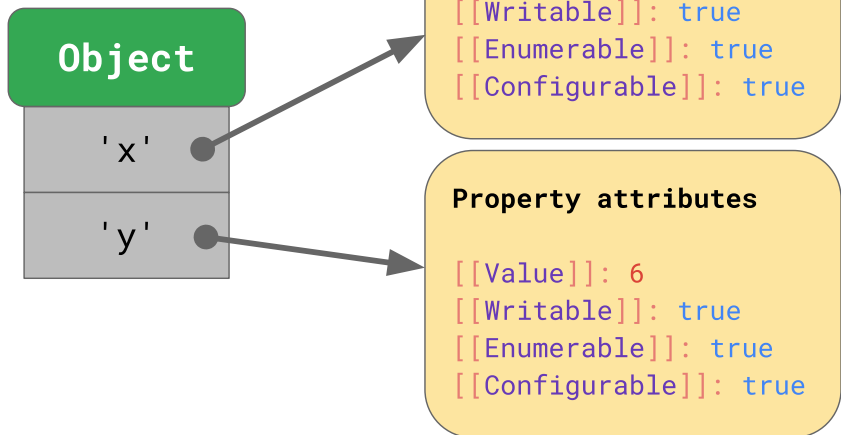 Object
'x'
'y'
[[Writable]]: true
[[Enumerable]]: true
[[Configurable]]: true
Property attributes
[[Value]]: 6
[[Writable]]: true
[[Enumerable]]: true
[[Configurable]]: true